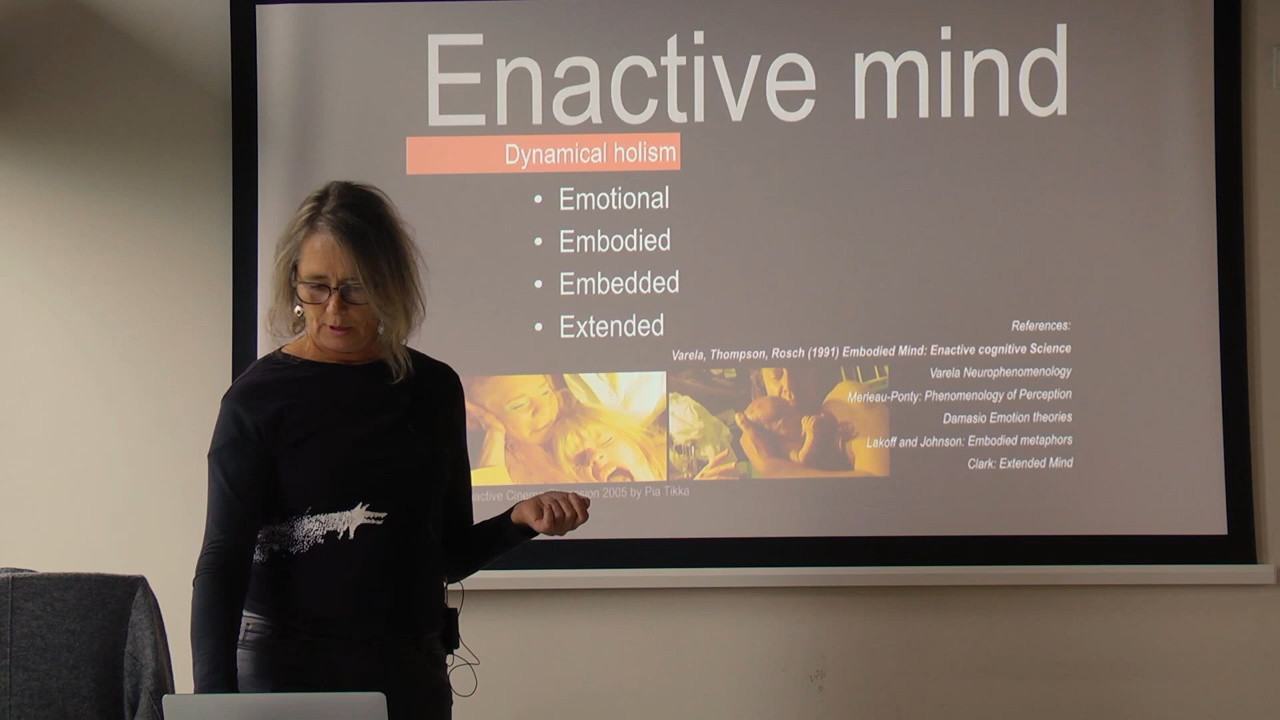 Enactive mind
Dynamical holism
• Emotional
• Embodied
• Embedded
• Extended
References:
Varela, Thompson, Rosch (1991) Embodied Mind: Enactive cognitive Science
Varela Neurophenomenology
Merleau-Ponty: Phenomenology of Perception
Damasio Emotion theories
Lakoff and Johnson: Embodied metaphors
Clark: Extended Mind
2005 by Pia Tikka